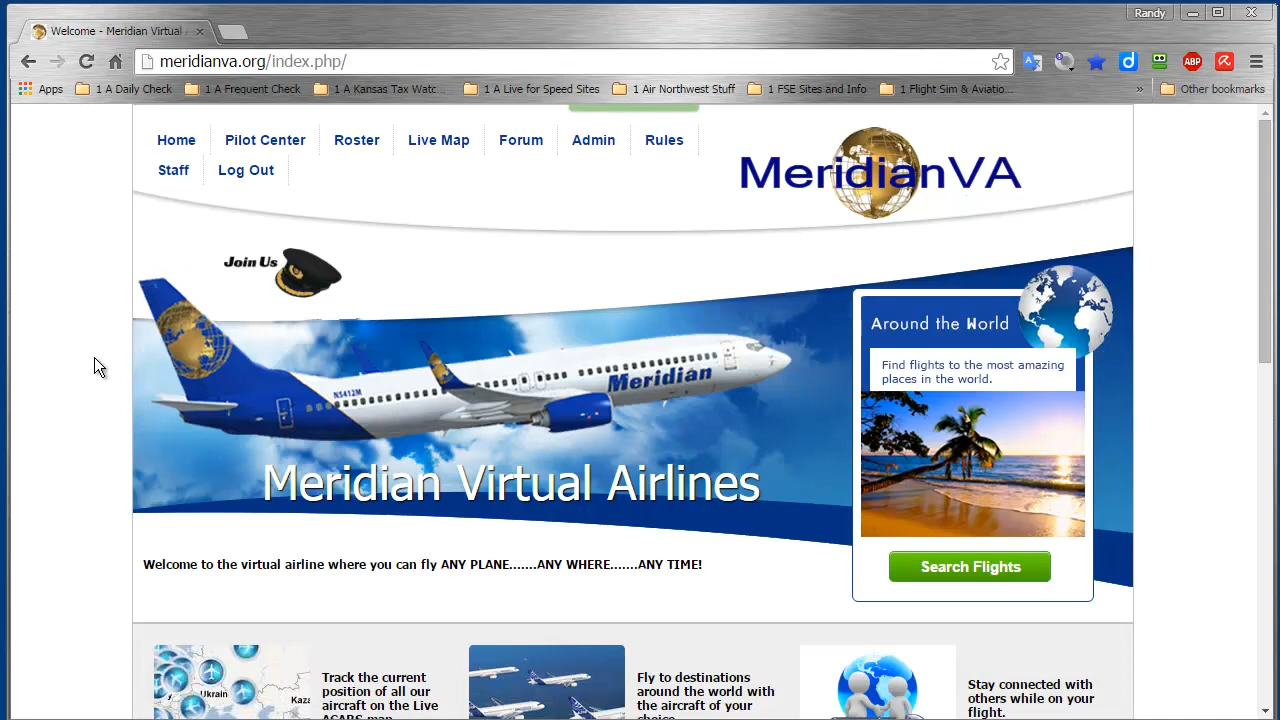 Randy
Welcome - Meridian Virtual
meridianva.org/index.php/
ABP
Apps
1 A Daily Check
1 A Frequent Check
1 A Kansas Tax Watc...
1 A Live for Speed Sites
1 Air Northwest Stuff
1 FSE Sites and Info
1 Flight Sim & Aviatio...
»
Other bookmarks
Home
Pilot Center
Roster
Live Map
Forum
Admin
Rules
Staff
Log Out
MeridianVA
Join Us
Around the World
Find flights to the most amazing
places in the world.
Meridian
N5412M
Meridian Virtual Airlines
Search Flights
Welcome to the virtual airline where you can fly ANY PLANE.......ANY WHERE.......ANY TIME!
Ukrain
Kaza
Track the current
position of all our
aircraft on the Live
ACARS map
Fly to destinations
around the world with
the aircraft of your
choice
Stay connected with
others while on your
flight.